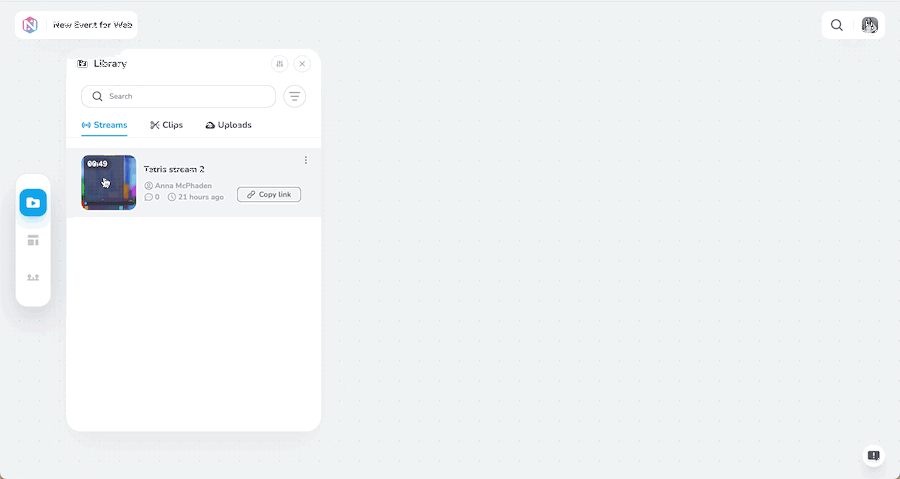 New Event for Web
Library
Search
Streams
Clips
Uploads
00:49
Tetris stream 2
Anna McPhaden
0
21 hours ago
Copy link